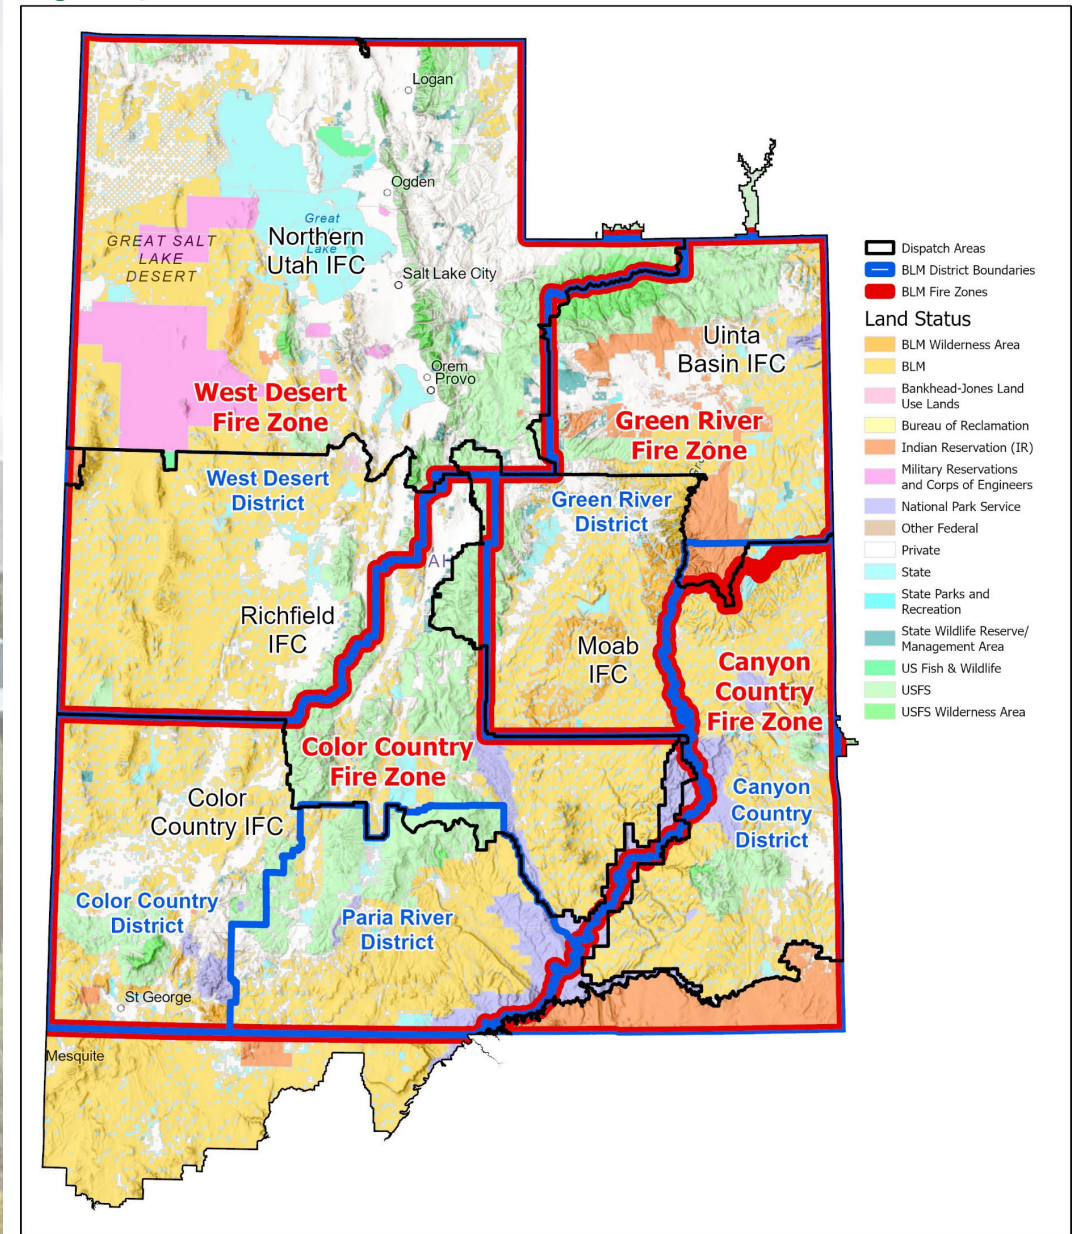 Logan
Ogden
Great
Lake
GREAT SALT
LAKE
DESERT
Northern
Utah IFC
Salt Lake City
Orem
Provo
West Desert
Fire Zone
Uinta
Basin IFC
Green River
Fire Zone
West Desert
District
Green River
District
Richfield
IFC
Moab
IFC
Canyon
Country
Fire Zone
Color Country
Fire Zone
Color
Country IFC
Canyon
Country
District
Color Country
District
Paria River
District
St George
Mesquite
Dispatch Areas
BLM District Boundaries
BLM Fire Zones
Land Status
BLM Wilderness Area
BLM
Bankhead-Jones Land
Use Lands
Bureau of Reclamation
Indian Reservation (IR)
Military Reservations
and Corps of Engineers
National Park Service
Other Federal
Private
State
State Parks and
Recreation
State Wildlife Reserve/
Management Area
US Fish & Wildlife
USFS
USFS Wilderness Area